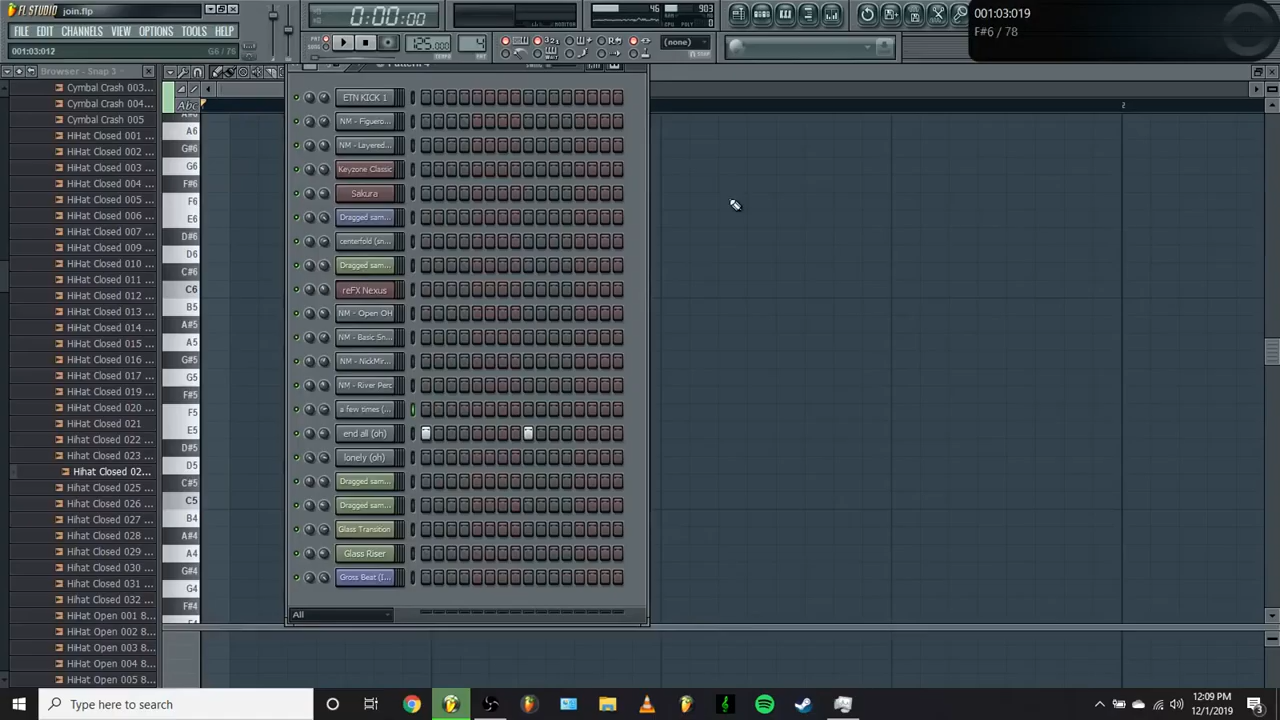 FL STUDIO
join.flp
FILE EDIT CHANNELS VIEW OPTIONS TOOLS HELP
001:03:012
G6 / 76
0:00:00
46
903
125.000
4
(none)
001:03:019
F#6 / 78
Browser - Snap 1
Cymbal Crash 003...
Cymbal Crash 004...
Cymbal Crash 005
HiHat Closed 001
HiHat Closed 002 ...
HiHat Closed 003 ...
HiHat Closed 004 ...
HiHat Closed 005 ...
HiHat Closed 006 ...
HiHat Closed 007 ...
HiHat Closed 009 ...
HiHat Closed 010 ...
HiHat Closed 011 ...
HiHat Closed 012 ...
HiHat Closed 013 ...
HiHat Closed 014 ...
HiHat Closed 015 ...
HiHat Closed 016 ...
HiHat Closed 017 ...
HiHat Closed 019 ...
HiHat Closed 020 ...
HiHat Closed 021
HiHat Closed 022 ...
HiHat Closed 023 ...
Hihat Closed 02...
Hihat Closed 025 ...
Hihat Closed 026 ...
Hihat Closed 027 ...
Hihat Closed 028 ...
Hihat Closed 029 ...
Hihat Closed 030 ...
Hihat Closed 031 ...
Hihat Closed 032 ...
HiHat Open 001 8...
HiHat Open 002 8...
HiHat Open 003 8...
HiHat Open 004 8...
HiHat Open 005 8...
Abc
A6
G#6
G6
F#6
F6
E6
D#6
D6
C#6
C6
B5
A#5
A5
G#5
G5
F#5
F5
E5
D#5
D5
C#5
C5
B4
A#4
A4
G#4
G4
F#4
ETN KICK 1
NM - Figuero...
NM - Layered...
Keyzone Classic
Sakura
Dragged sam...
centerfold (sn...
Dragged sam...
reFX Nexus
NM - Open OH
NM - Basic Sn...
NM - NickMir...
NM - River Perc
a few times (...
end all (oh)
lonely (oh)
Dragged sam...
Dragged sam...
Glass Transition
Glass Riser
Gross Beat (I...
All
2
Type here to search
12:09 PM
12/1/2019
3